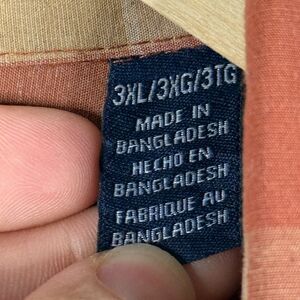 3XL/3XG/3TG
MADE IN
BANGLADESH
HECHO EN
BANGLADESH
FABRIQUE AU
BANGLADESH